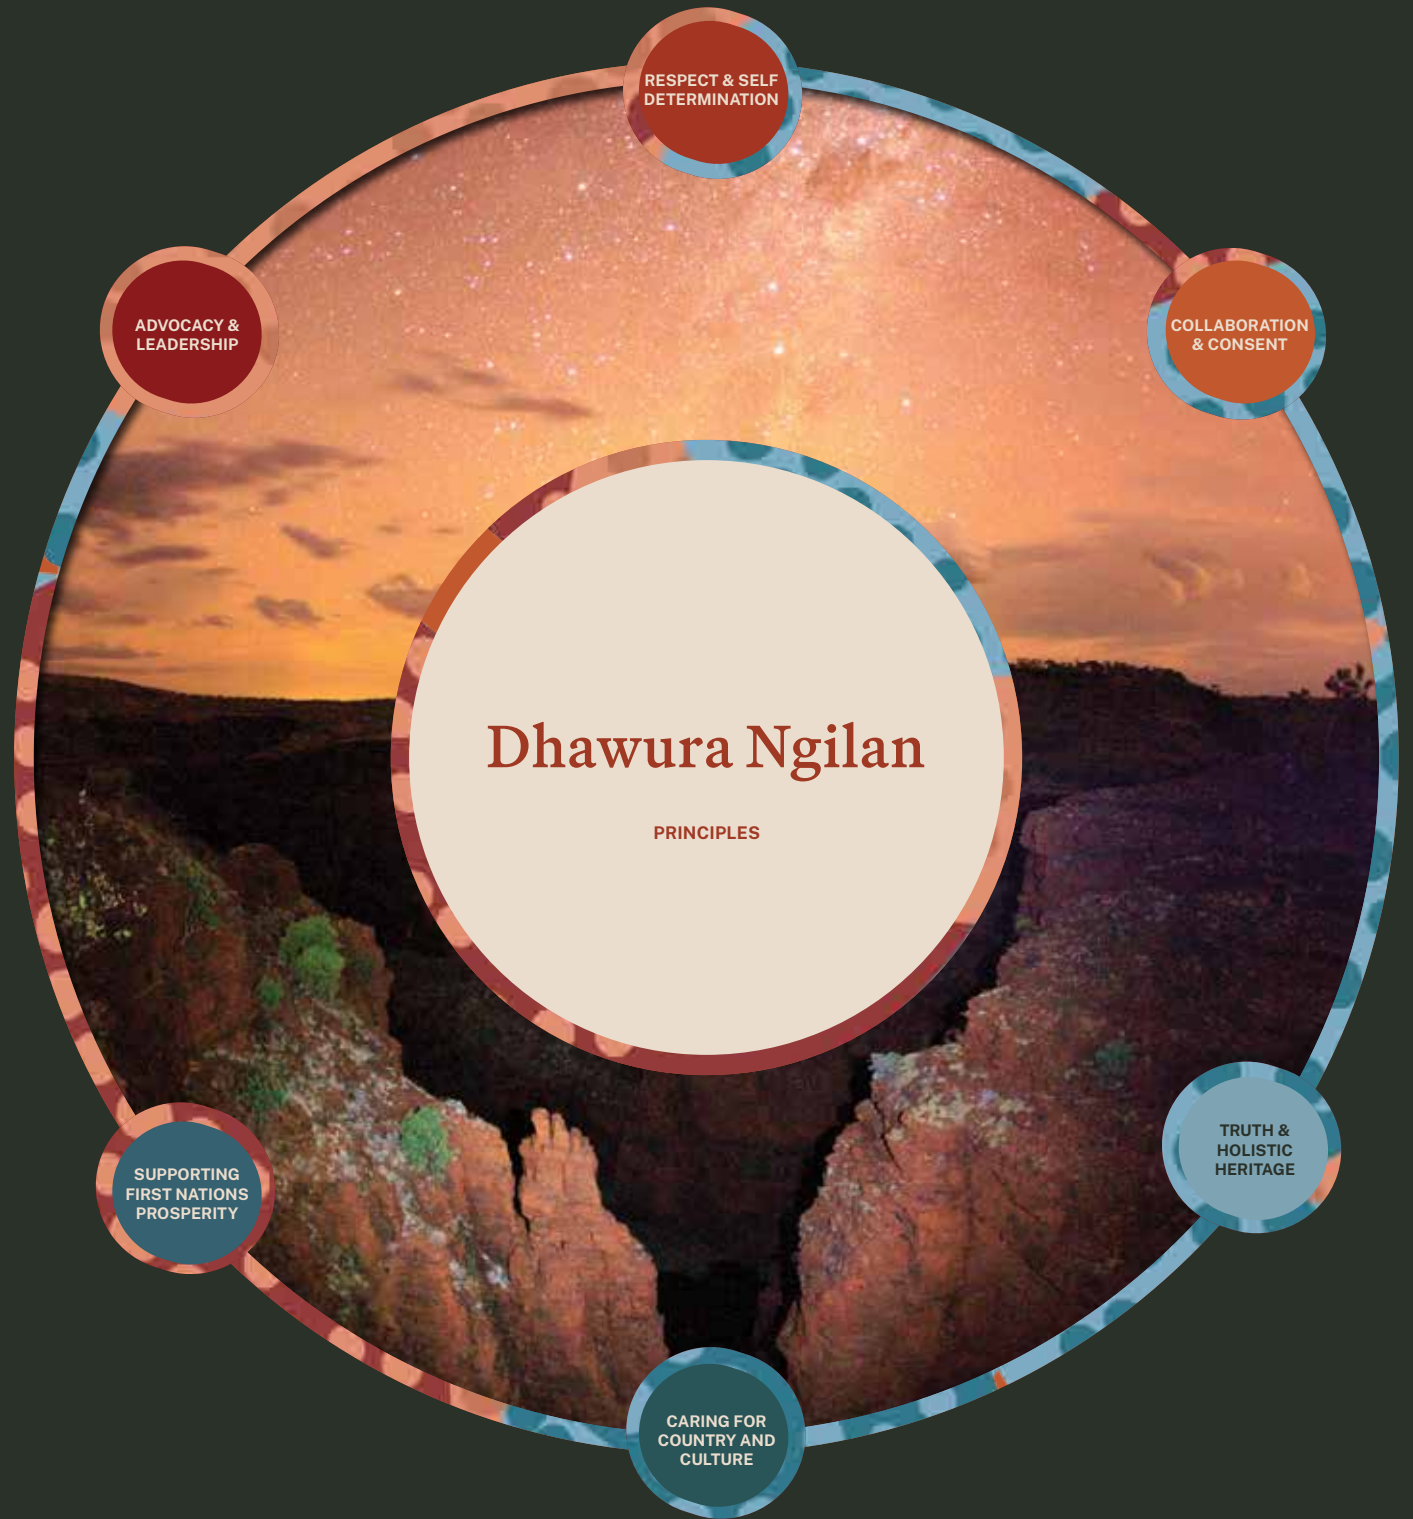 RESPECT & SELF
DETERMINATION
ADVOCACY &
LEADERSHIP
COLLABORATION
& CONSENT
Dhawura Ngilan
PRINCIPLES
TRUTH &
HOLISTIC
HERITAGE
SUPPORTING
FIRST NATIONS
PROSPERITY
CARING FOR
COUNTRY AND
CULTURE